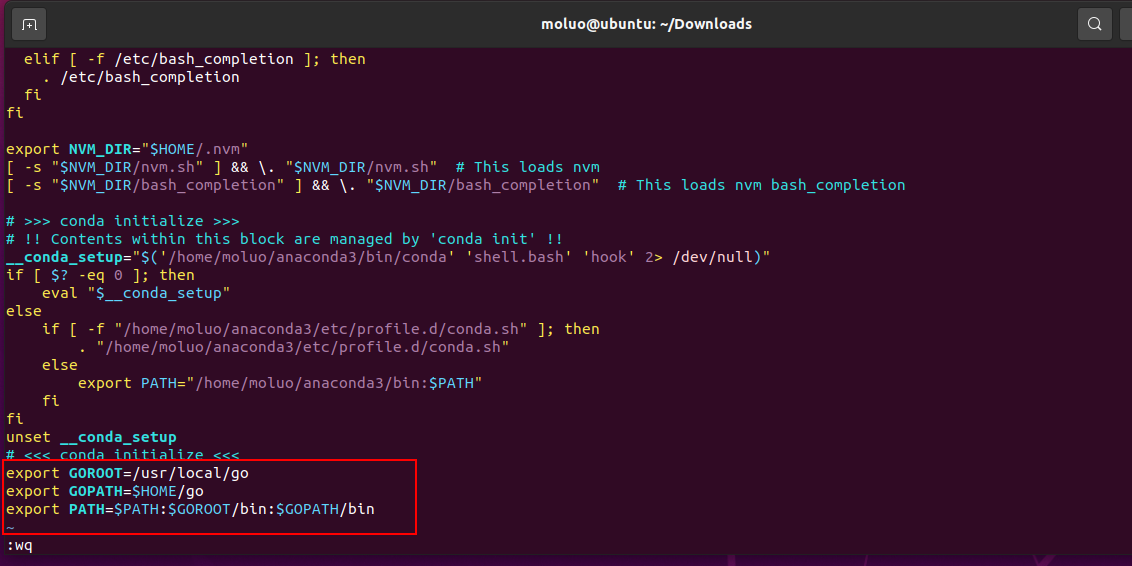 moluo@ubuntu: ~/Downloads
  elif [ -f /etc/bash_completion ]; then
    . /etc/bash_completion
  fi
fi

export NVM_DIR="$HOME/.nvm"
[ -s "$NVM_DIR/nvm.sh" ] && \. "$NVM_DIR/nvm.sh"  # This loads nvm
[ -s "$NVM_DIR/bash_completion" ] && \. "$NVM_DIR/bash_completion"  # This loads nvm bash_completion

# >>> conda initialize >>>
# !! Contents within this block are managed by 'conda init' !!
__conda_setup="$('/home/moluo/anaconda3/bin/conda' 'shell.bash' 'hook' 2> /dev/null)"
if [ $? -eq 0 ]; then
    eval "$__conda_setup"
else
    if [ -f "/home/moluo/anaconda3/etc/profile.d/conda.sh" ]; then
        . "/home/moluo/anaconda3/etc/profile.d/conda.sh"
    else
        export PATH="/home/moluo/anaconda3/bin:$PATH"
    fi
fi
unset __conda_setup
# <<< conda initialize <<<
export GOROOT=/usr/local/go
export GOPATH=$HOME/go
export PATH=$PATH:$GOROOT/bin:$GOPATH/bin
~
:wq